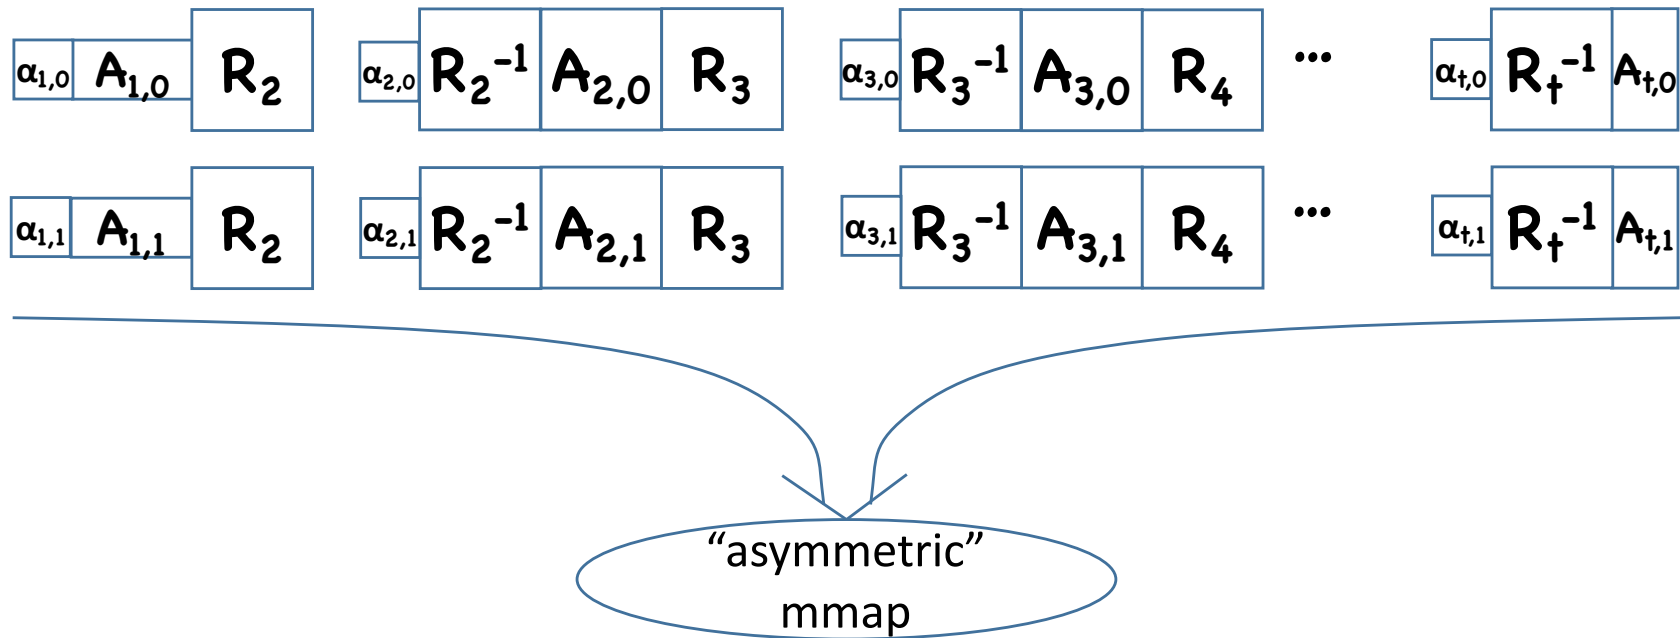 α₁,₀ A₁,₀ R₂ α₂,₀ R₂⁻¹ A₂,₀ R₃ α₃,₀ R₃⁻¹ A₃,₀ R₄ ... αₜ,₀ Rₜ⁻¹ Aₜ,₀
α₁,₁ A₁,₁ R₂ α₂,₁ R₂⁻¹ A₂,₁ R₃ α₃,₁ R₃⁻¹ A₃,₁ R₄ ... αₜ,₁ Rₜ⁻¹ Aₜ,₁
“asymmetric”
mmap